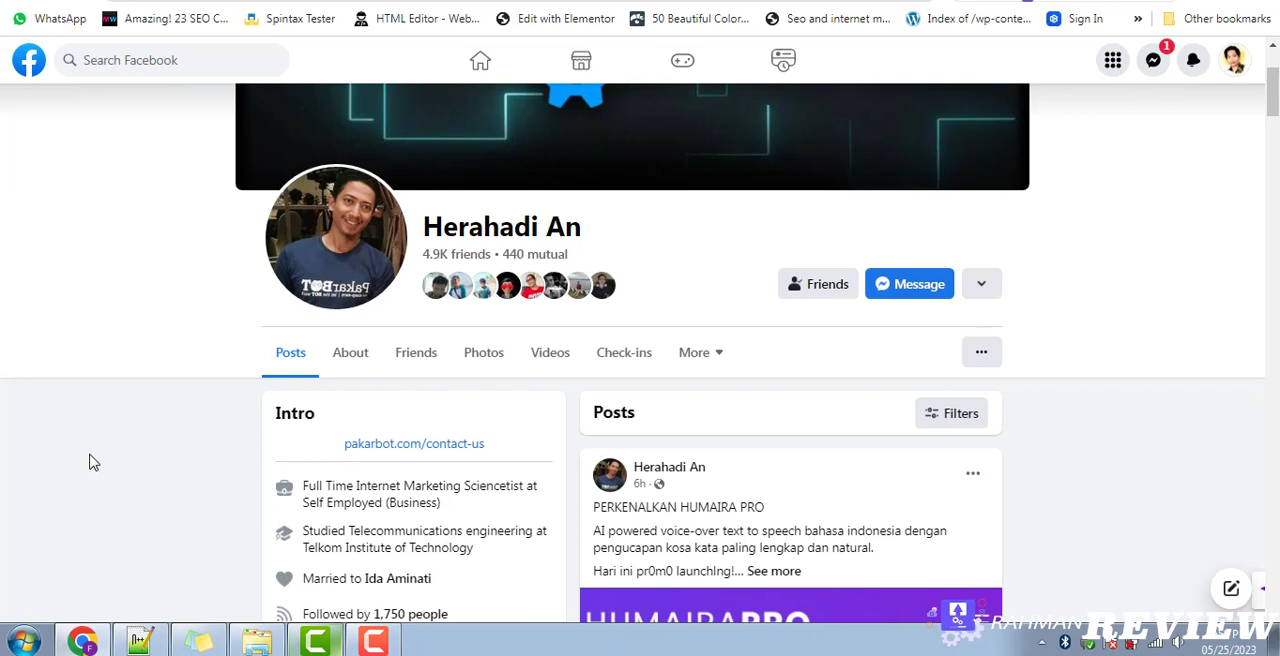 WhatsApp
Amazing! 23 SEO C...
Spintax Tester
HTML Editor - Web...
Edit with Elementor
50 Beautiful Color...
Seo and internet m...
Index of /wp-conte...
Sign In
»
Other bookmarks
Search Facebook
1
Herahadi An
4.9K friends • 440 mutual
Friends
Message
Posts
About
Friends
Photos
Videos
Check-ins
More
Intro
pakarbot.com/contact-us
Full Time Internet Marketing Sciencetist at
Self Employed (Business)
Studied Telecommunications engineering at
Telkom Institute of Technology
Married to Ida Aminati
Followed by 1,750 people
Posts
Filters
Herahadi An
6h ·
PERKENALKAN HUMAIRA PRO
AI powered voice-over text to speech bahasa indonesia dengan
pengucapan kosa kata paling lengkap dan natural.
Hari ini pr0m0 launchIng!... See more
HUMAIRAPRO
RAHMAN REVIEW
05/25/2023